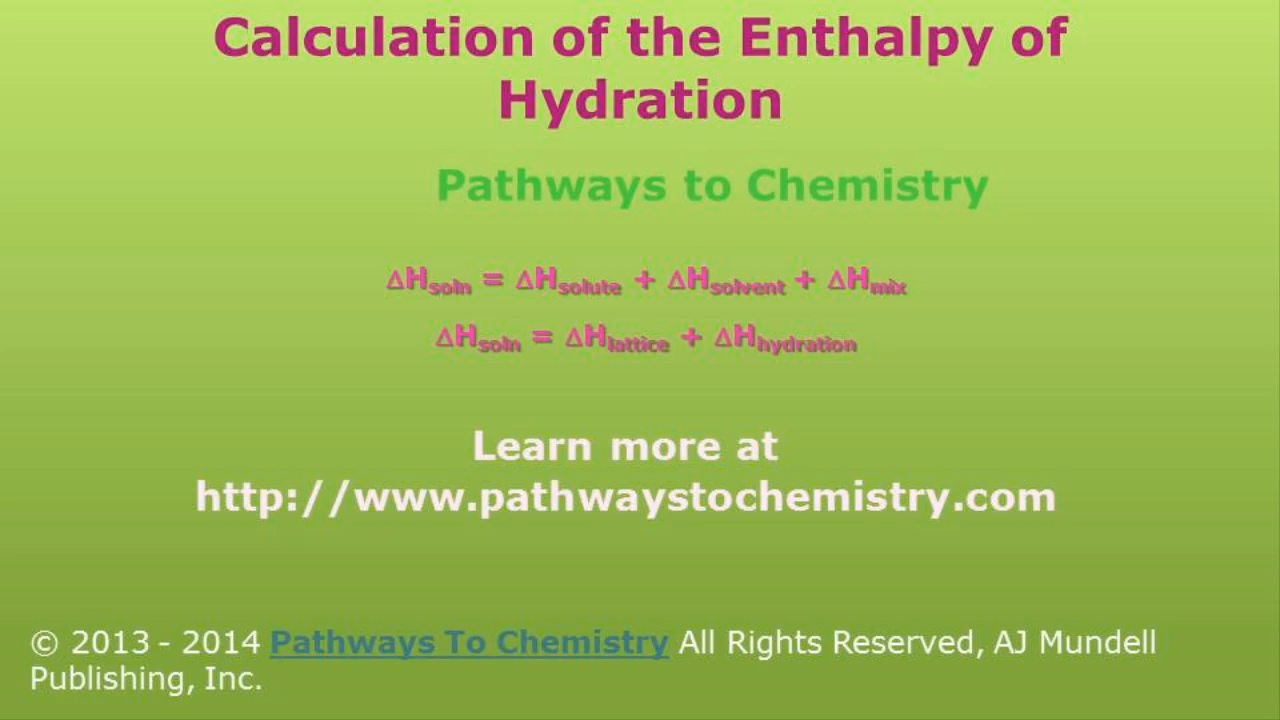 Calculation of the Enthalpy of
Hydration
Pathways to Chemistry
ΔHsoln = ΔHsolute + ΔHsolvent + ΔHmix
ΔHsoln = ΔHlattice + ΔHhydration
Learn more at
http://www.pathwaystochemistry.com
© 2013 - 2014 Pathways To Chemistry All Rights Reserved, AJ Mundell
Publishing, Inc.